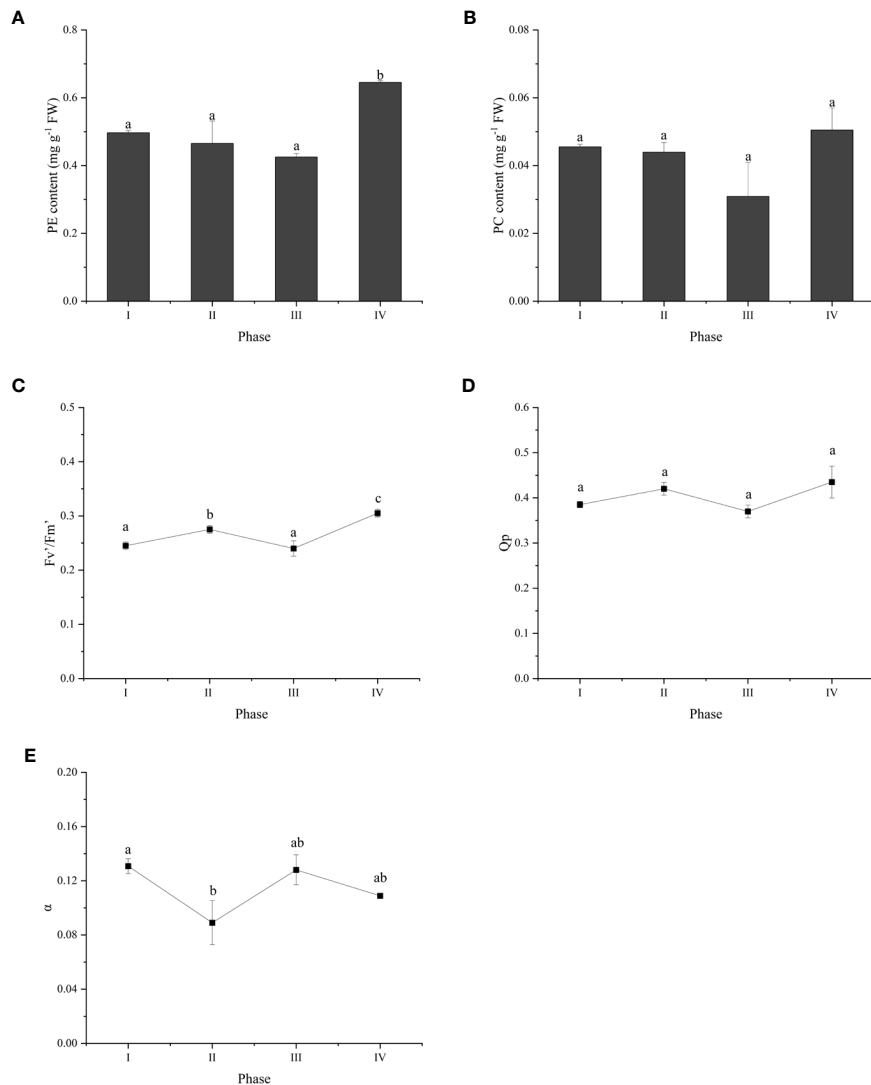 A
PE content (mg g-1 FW)
0.8
0.6
0.4
0.2
0.0
a
a
a
b
I
II
III
IV
Phase
B
PC content (mg g-1 FW)
0.08
0.06
0.04
0.02
0.00
a
a
a
a
I
II
III
IV
Phase
C
Fv'/Fm'
0.5
0.4
0.3
0.2
0.1
0.0
a
b
a
c
I
II
III
IV
Phase
D
Qp
0.6
0.5
0.4
0.3
0.2
0.1
0.0
a
a
a
a
I
II
III
IV
Phase
E
α
0.20
0.16
0.12
0.08
0.04
0.00
a
b
ab
ab
I
II
III
IV
Phase